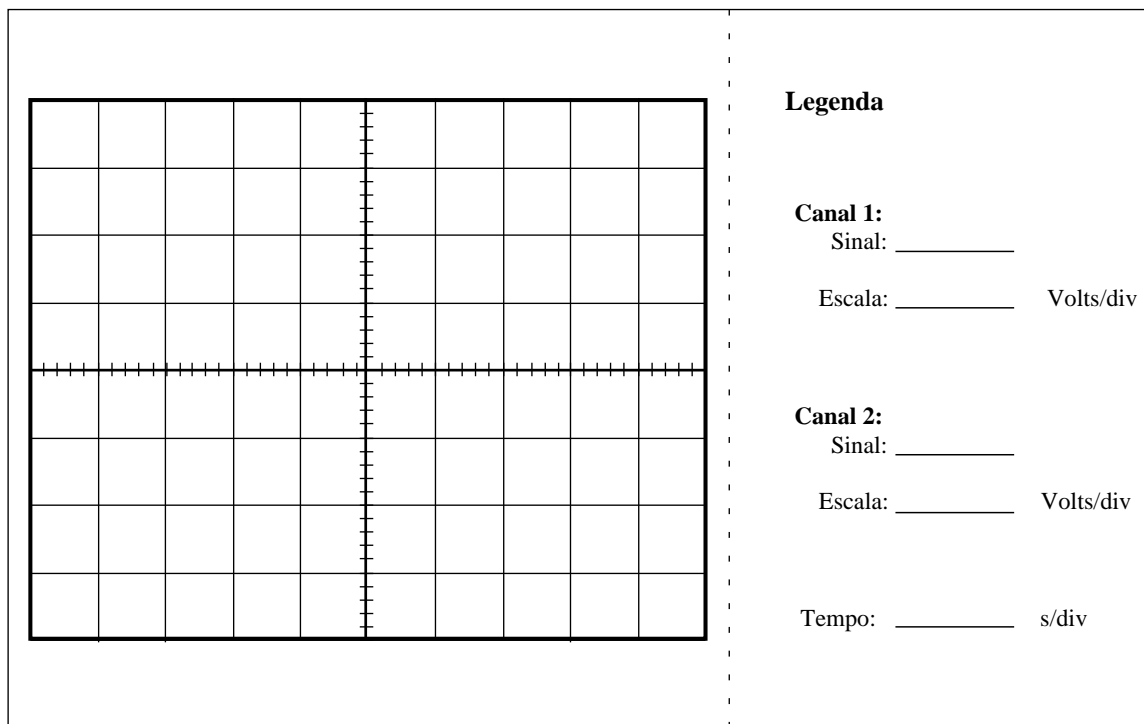 Legenda
Canal 1:
Sinal:
Escala: Volts/div
Canal 2:
Sinal:
Escala: Volts/div
Tempo: s/div